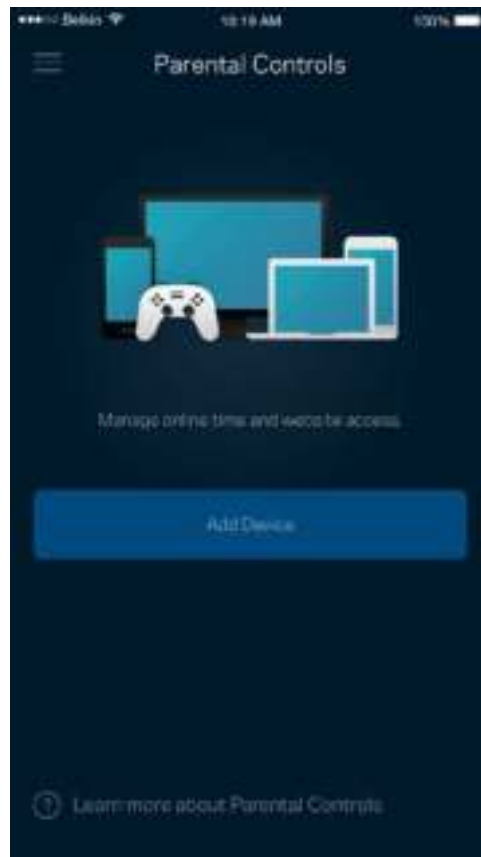 Belkin 10:19 AM 100%
Parental Controls
Manage online time and website access.
Add Device
Learn more about Parental Controls